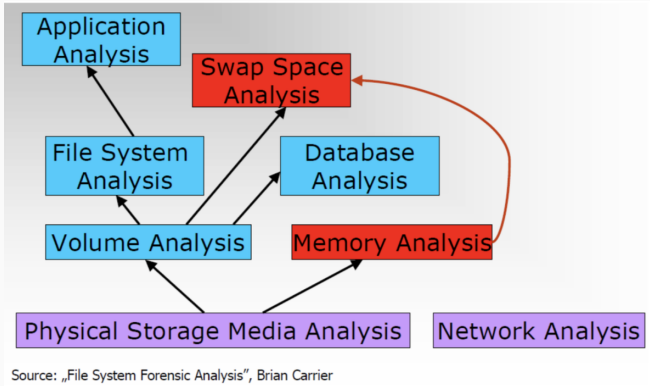 Application
Analysis
Swap Space
Analysis
File System
Analysis
Database
Analysis
Volume Analysis
Memory Analysis
Physical Storage Media Analysis
Network Analysis
Source: „File System Forensic Analysis”, Brian Carrier